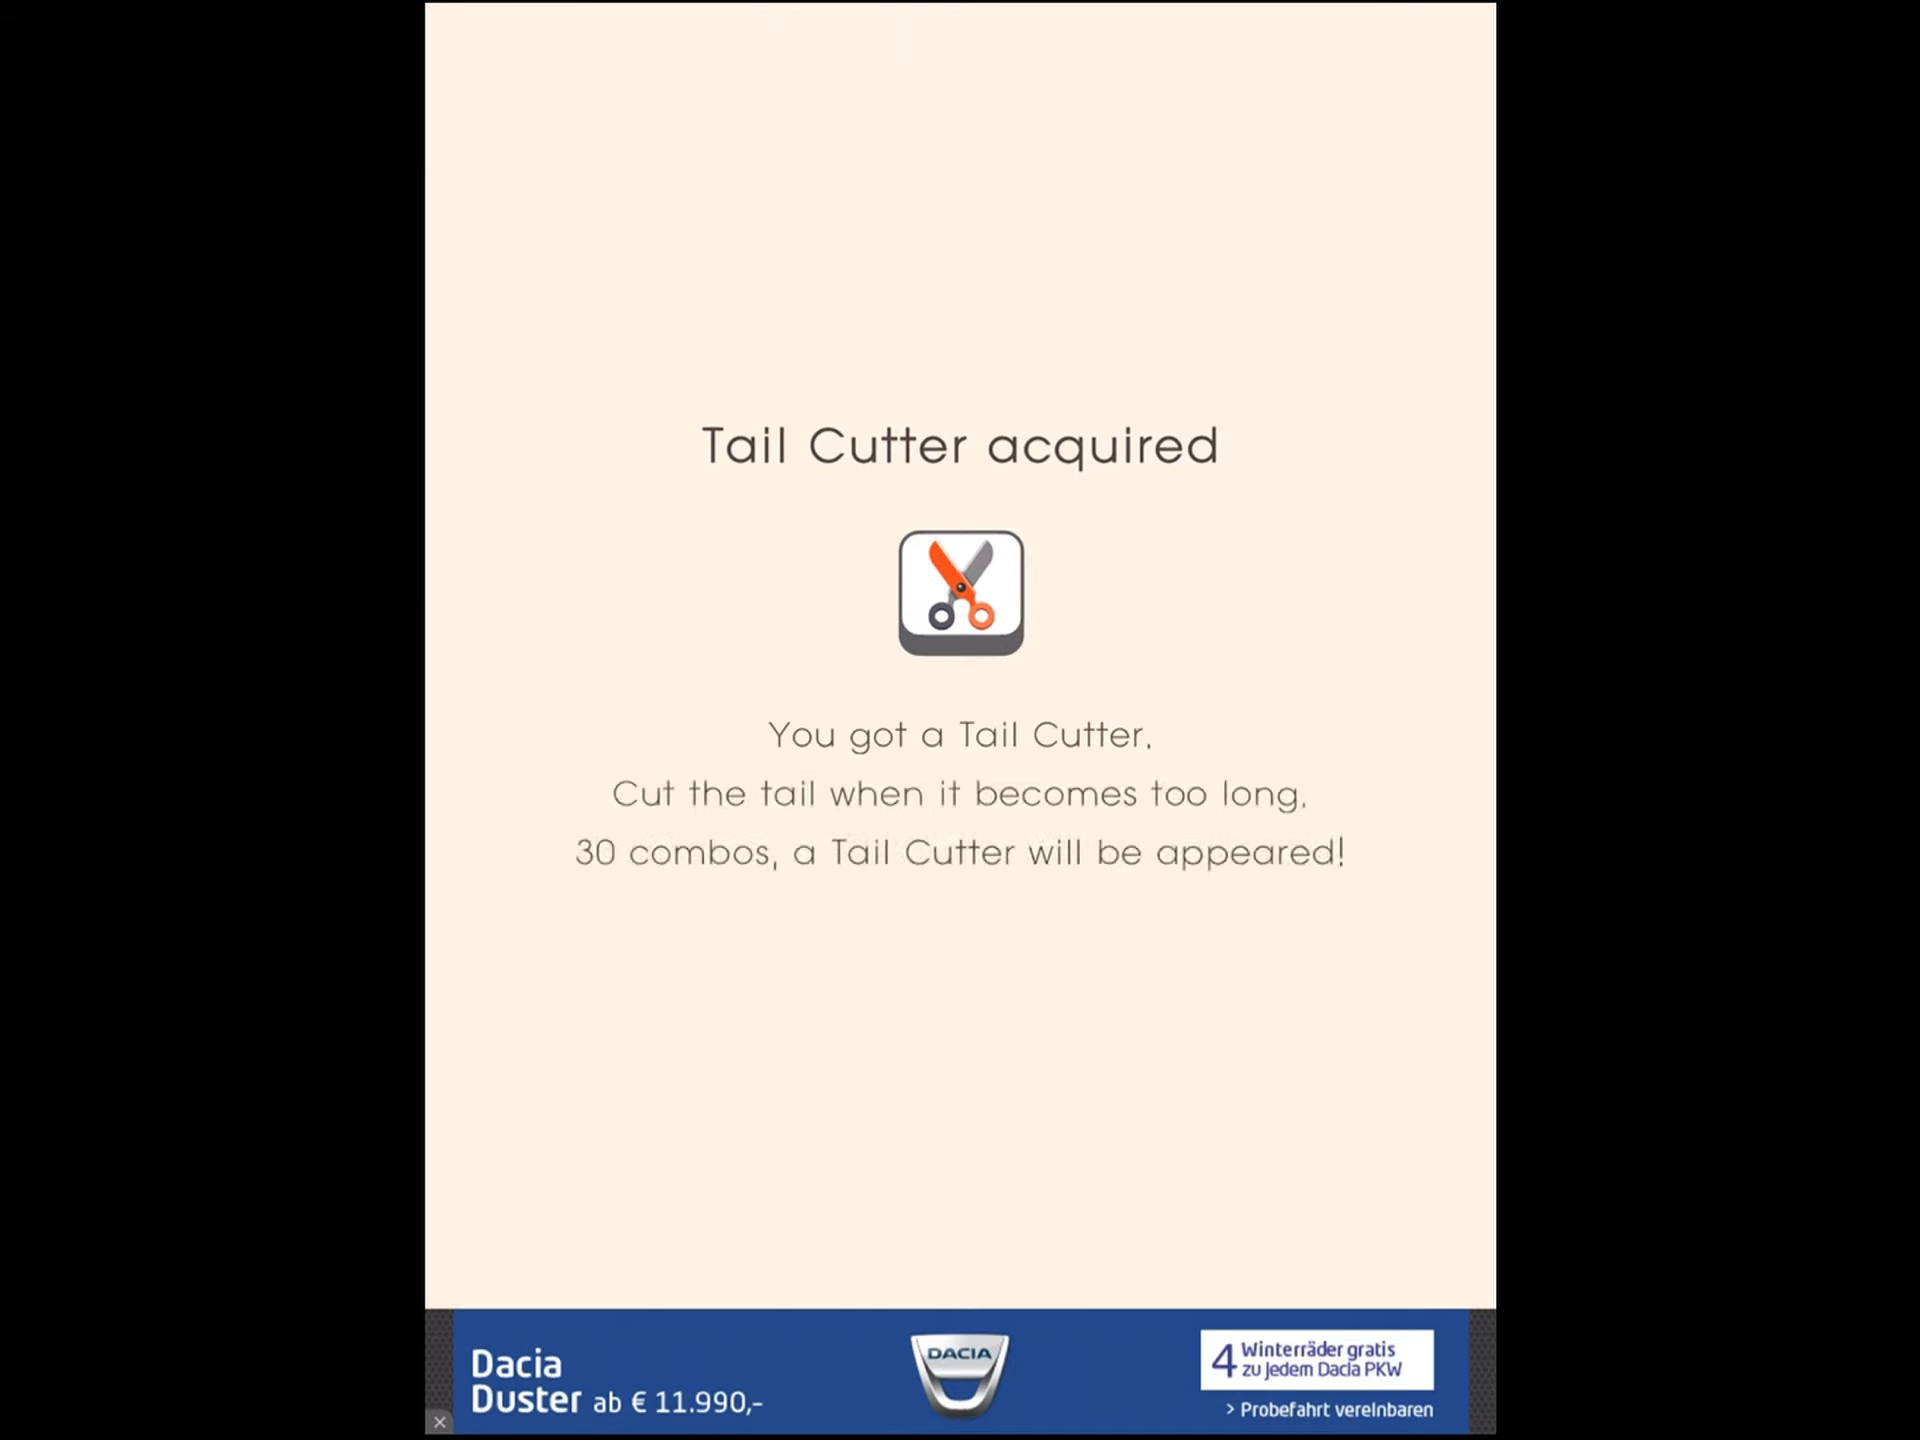 Tail Cutter acquired
You got a Tail Cutter.
Cut the tail when it becomes too long.
30 combos, a Tail Cutter will be appeared!
Dacia
Duster ab € 11.990,-
DACIA
4 Winterräder gratis
zu jedem Dacia PKW
> Probefahrt vereinbaren